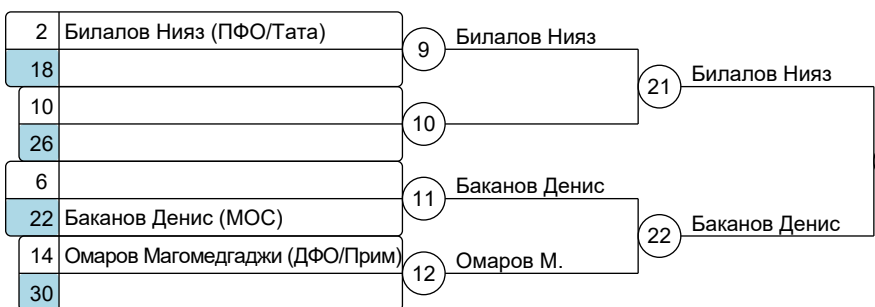 2 Билалов Нияз (ПФО/Тата)
18
9 Билалов Нияз
21 Билалов Нияз
10
26
10
6
22 Баканов Денис (МОС)
11 Баканов Денис
22 Баканов Денис
14 Омаров Магомедгаджи (ДФО/Прим)
30
12 Омаров М.